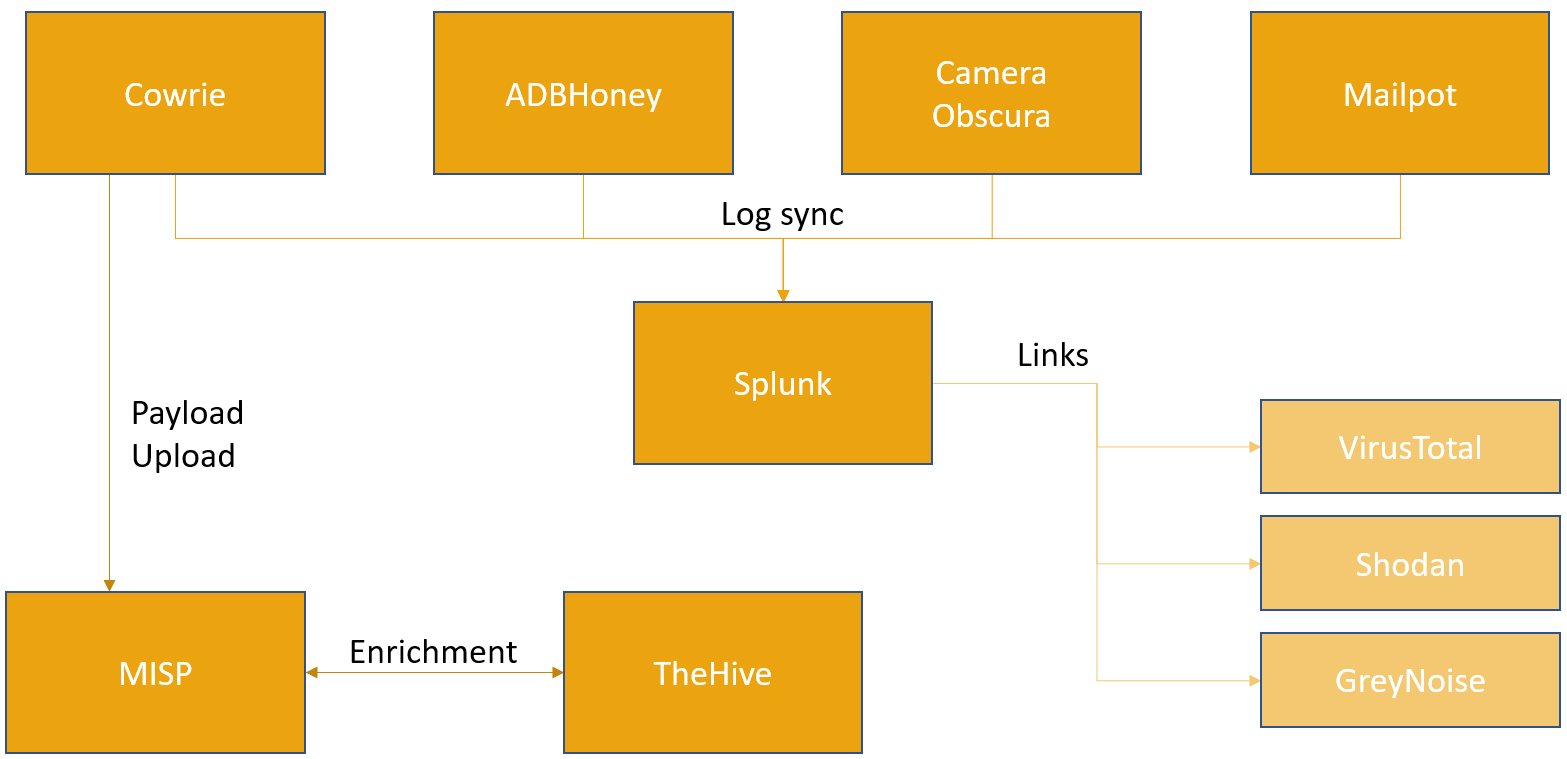 Cowrie
ADBHoney
Camera
Obscura
Mailpot
Log sync
Splunk
Links
Payload
Upload
VirusTotal
Shodan
GreyNoise
MISP
Enrichment
TheHive